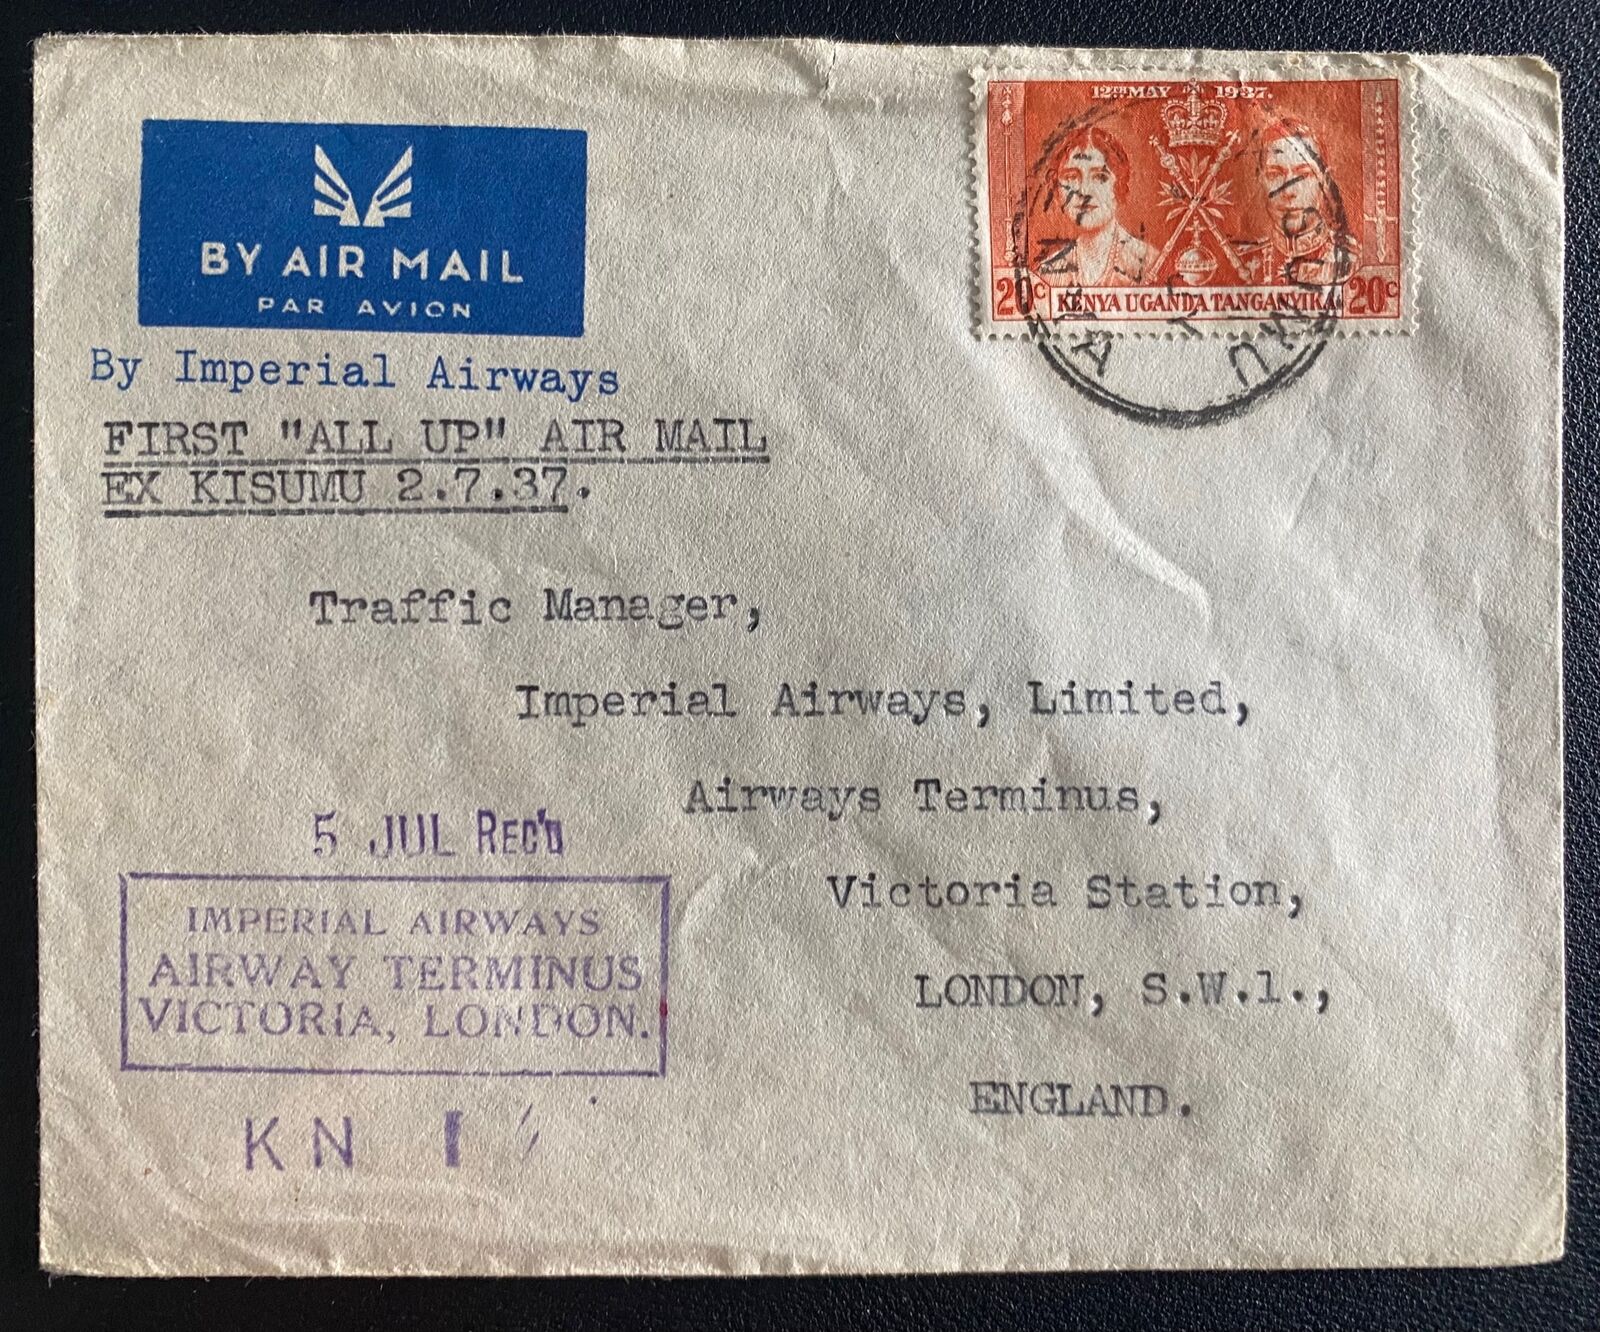 BY AIR MAIL
PAR AVION
By Imperial Airways
FIRST "ALL UP" AIR MAIL
EX KISUMU 2.7.37.
12TH MAY 1937.
20c KENYA UGANDA TANGANYIKA 20c
KISUMU
Traffic Manager,
Imperial Airways, Limited,
Airways Terminus,
Victoria Station,
LONDON, S.W.1.,
ENGLAND.
5 JUL REC'D
IMPERIAL AIRWAYS
AIRWAY TERMINUS
VICTORIA, LONDON.
KN 1